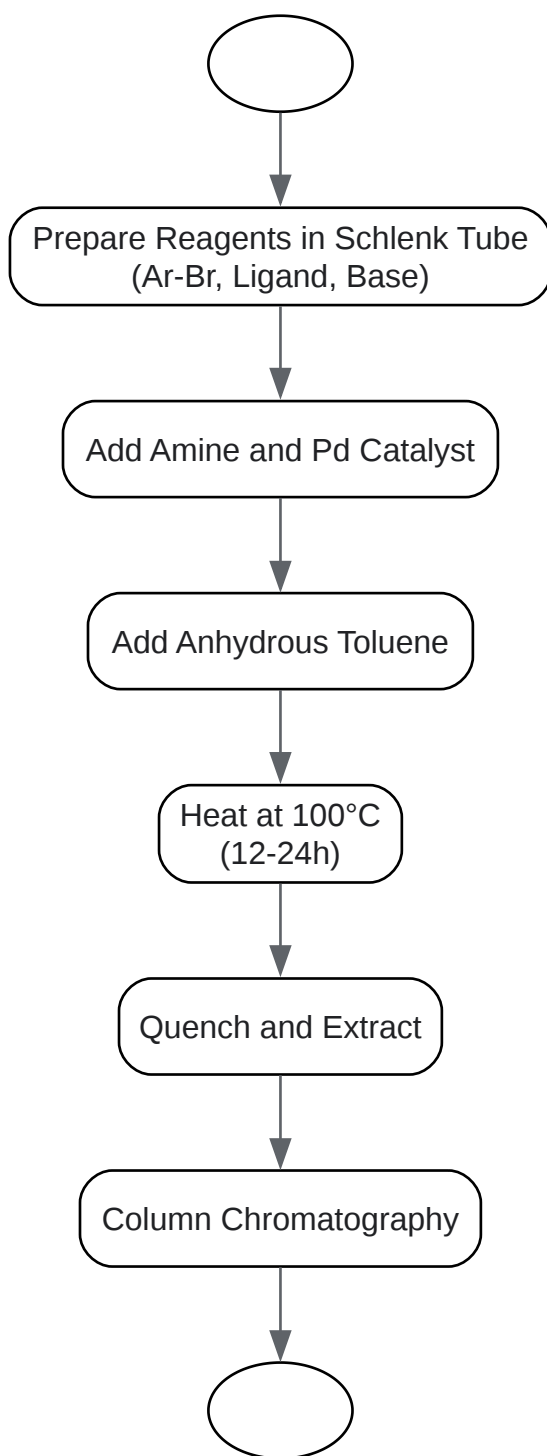 Prepare Reagents in Schlenk Tube
(Ar-Br, Ligand, Base)
Add Amine and Pd Catalyst
Add Anhydrous Toluene
Heat at 100°C
(12-24h)
Quench and Extract
Column Chromatography